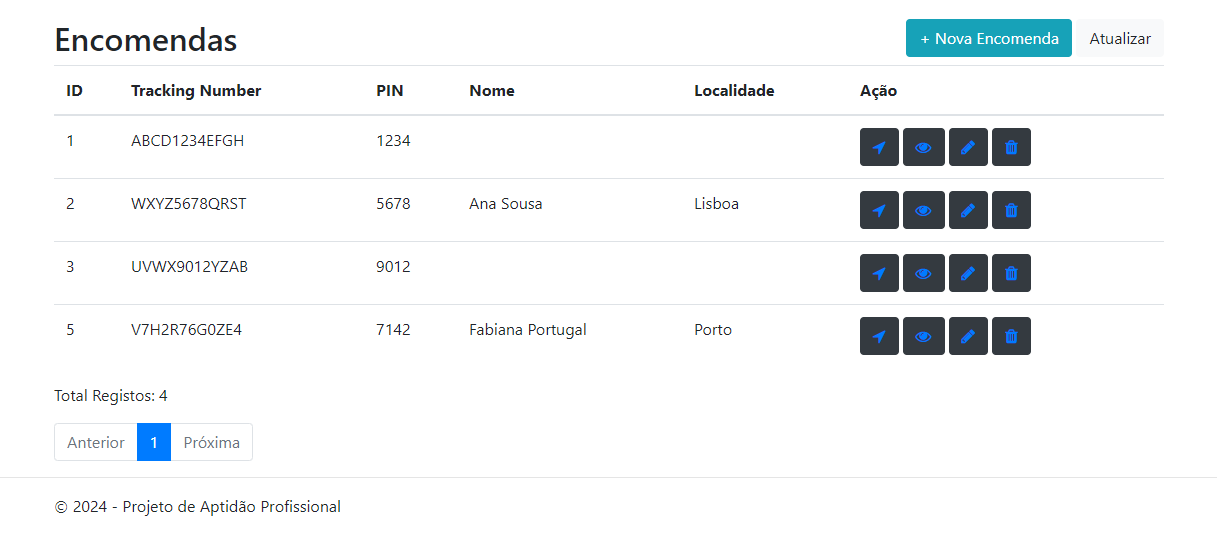 Encomendas
+ Nova Encomenda Atualizar
ID Tracking Number PIN Nome Localidade Ação
1 ABCD1234EFGH 1234
2 WXYZ5678QRST 5678 Ana Sousa Lisboa
3 UVWX9012YZAB 9012
5 V7H2R76G0ZE4 7142 Fabiana Portugal Porto
Total Registos: 4
Anterior 1 Próxima
© 2024 - Projeto de Aptidão Profissional